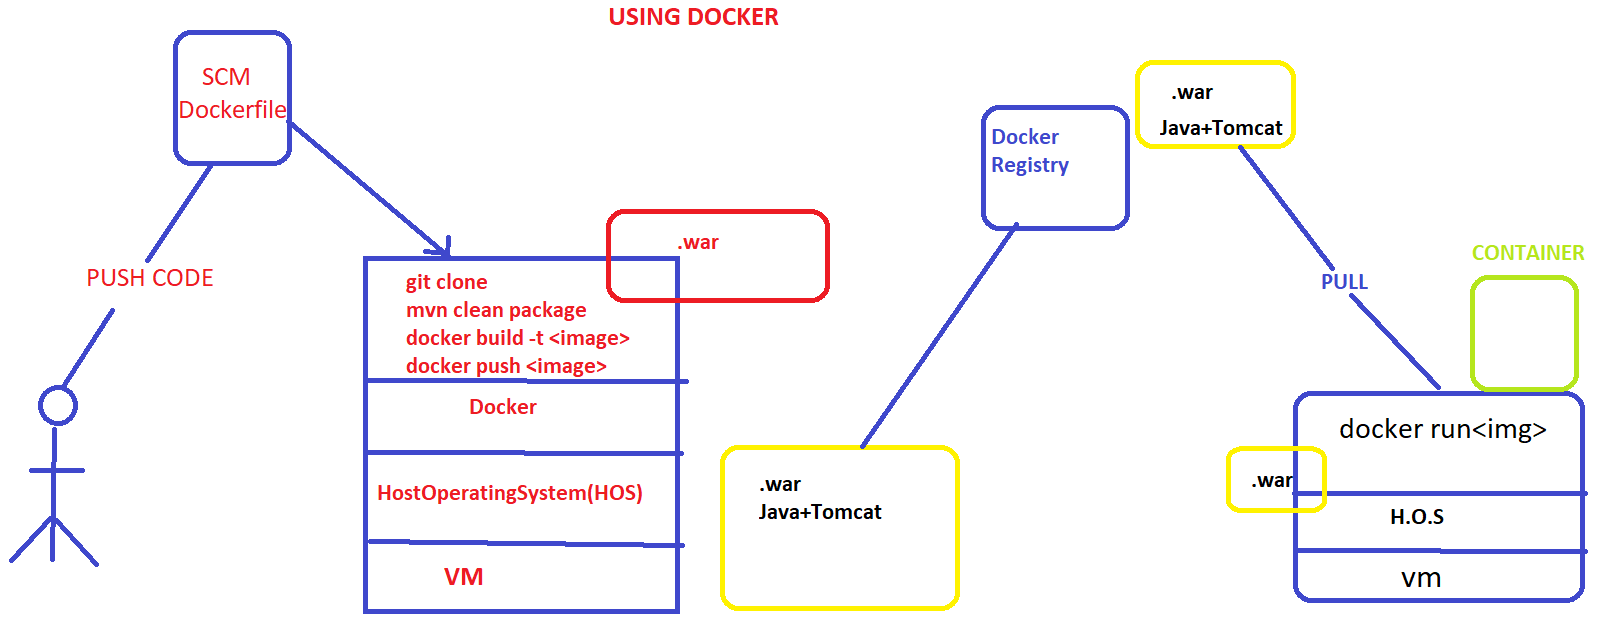 USING DOCKER
SCM
Dockerfile
PUSH CODE
.war
git clone
mvn clean package
docker build -t <image>
docker push <image>
Docker
HostOperatingSystem(HOS)
VM
.war
Java+Tomcat
Docker
Registry
.war
Java+Tomcat
PULL
CONTAINER
docker run<img>
.war
H.O.S
vm